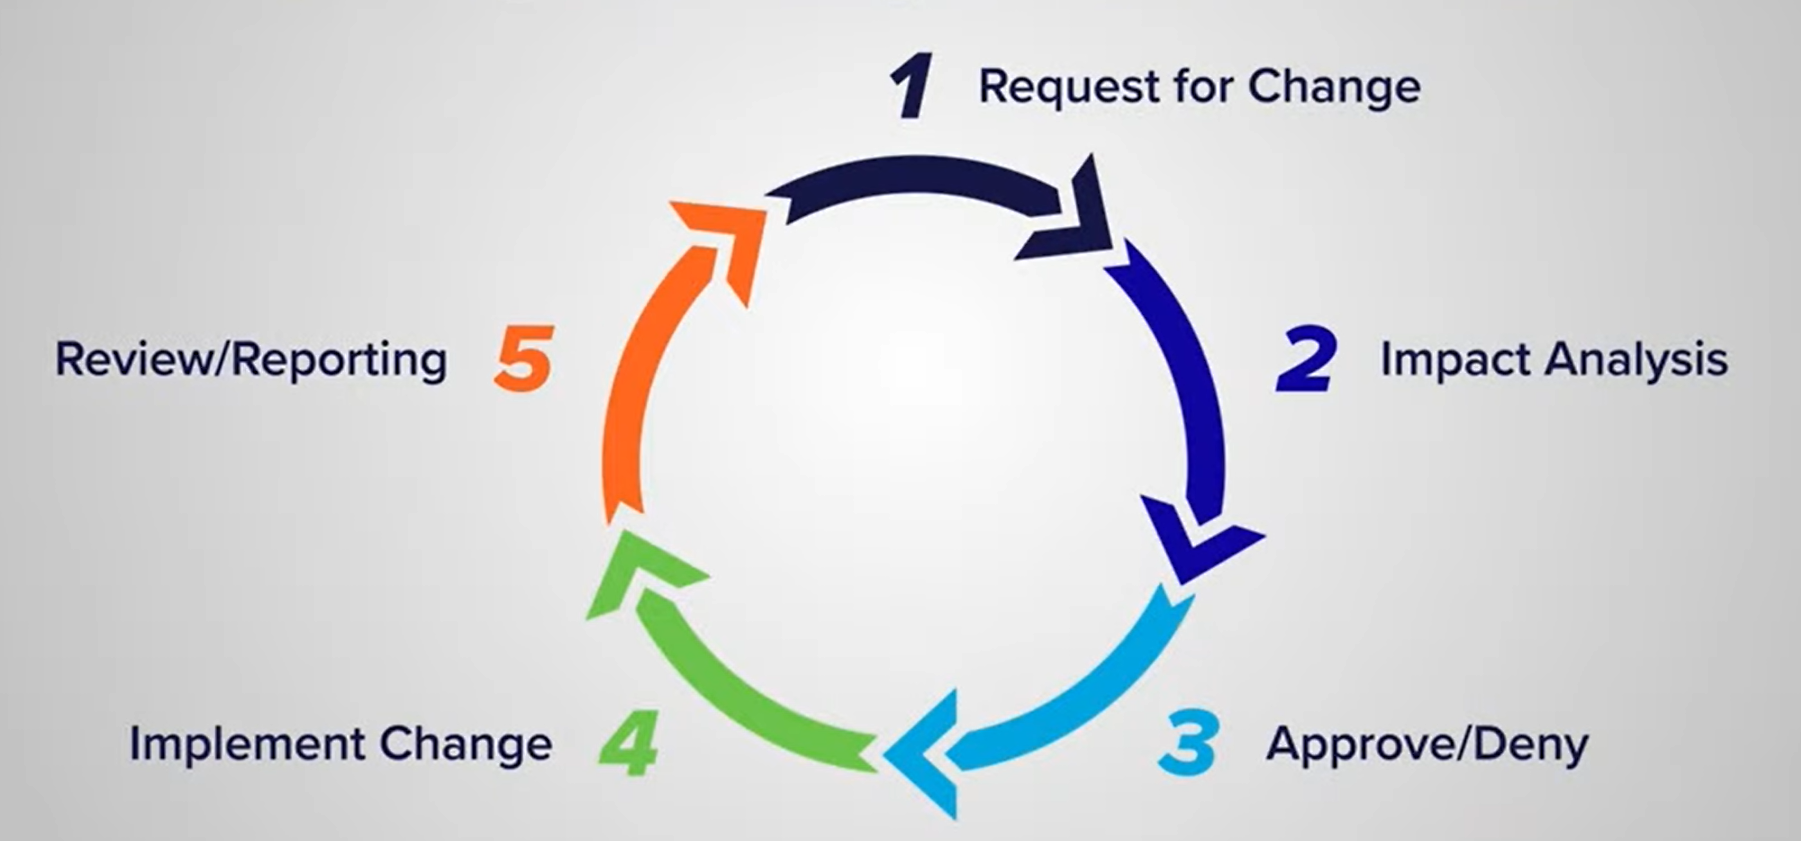 1 Request for Change
2 Impact Analysis
3 Approve/Deny
4 Implement Change
5 Review/Reporting